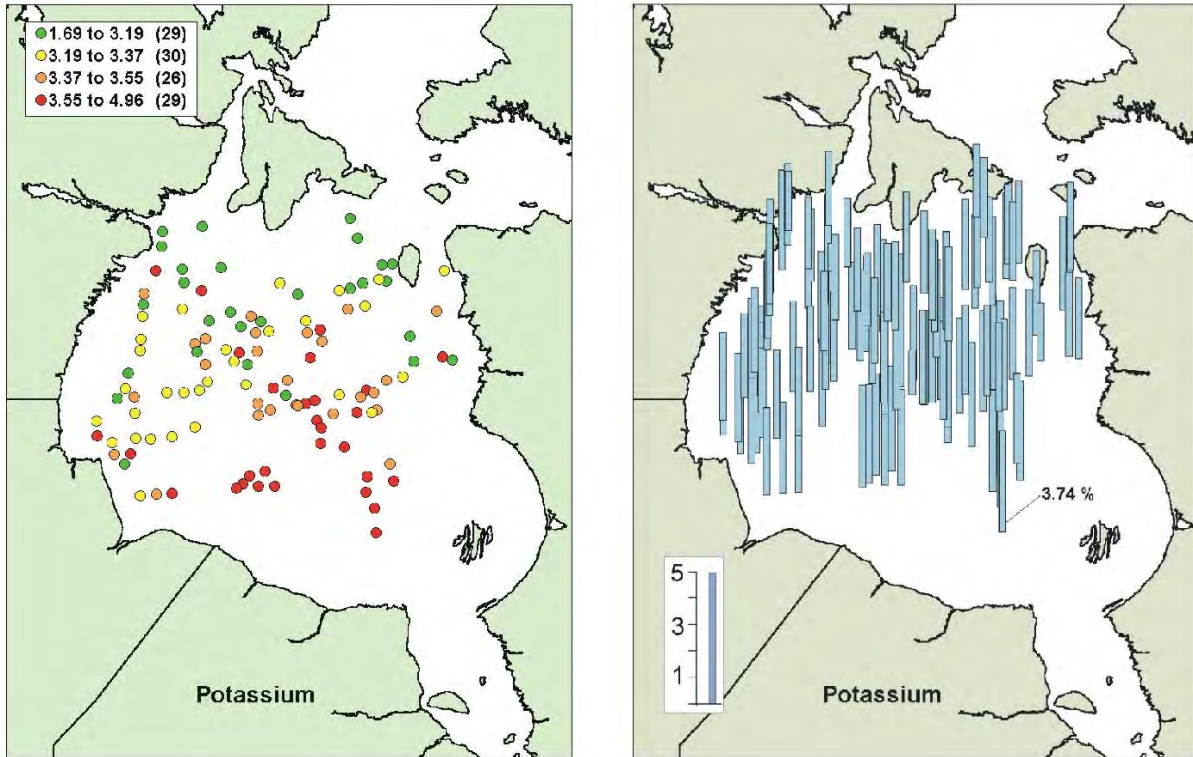 1.69 to 3.19 (29)
3.19 to 3.37 (30)
3.37 to 3.55 (26)
3.55 to 4.96 (29)
Potassium
3.74 %
5
3
1
Potassium